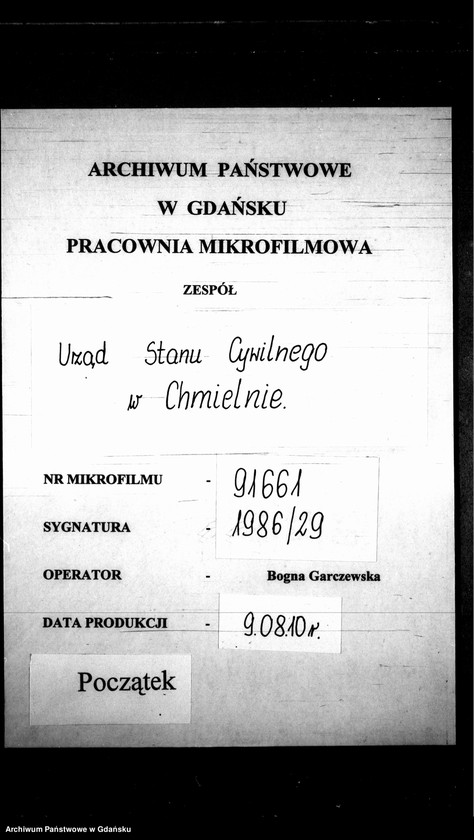 ARCHIWUM PAŃSTWOWE
W GDAŃSKU
PRACOWNIA MIKROFILMOWA
ZESPÓŁ
Urząd Stanu Cywilnego
w Chmielnie.
NR MIKROFILMU - 91661
SYGNATURA - 1986/29
OPERATOR - Bogna Garczewska
DATA PRODUKCJI - 9.08.10 r.
Początek
Archiwum Państwowe w Gdańsku